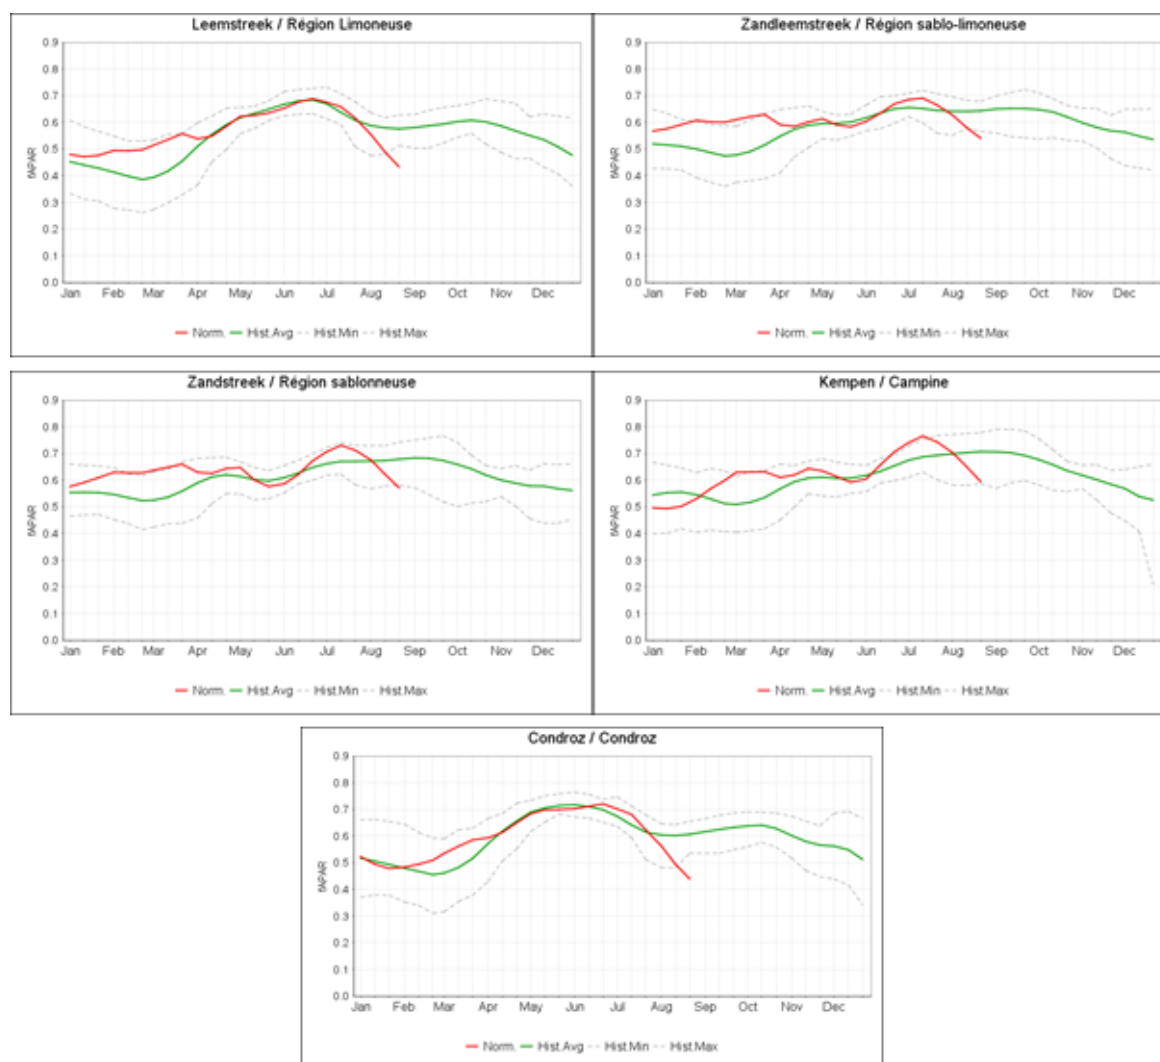 Leemstreek / Région Limoneuse
0.9
0.8
0.7
0.6
0.5
0.4
0.3
0.2
0.1
0.0
fAPAR
Jan Feb Mar Apr May Jun Jul Aug Sep Oct Nov Dec
Norm. Hist.Avg Hist.Min Hist.Max
Zandleemstreek / Région sablo-limoneuse
0.9
0.8
0.7
0.6
0.5
0.4
0.3
0.2
0.1
0.0
fAPAR
Jan Feb Mar Apr May Jun Jul Aug Sep Oct Nov Dec
Norm. Hist.Avg Hist.Min Hist.Max
Zandstreek / Région sablonneuse
0.9
0.8
0.7
0.6
0.5
0.4
0.3
0.2
0.1
0.0
fAPAR
Jan Feb Mar Apr May Jun Jul Aug Sep Oct Nov Dec
Norm. Hist.Avg Hist.Min Hist.Max
Kempen / Campine
0.9
0.8
0.7
0.6
0.5
0.4
0.3
0.2
0.1
0.0
fAPAR
Jan Feb Mar Apr May Jun Jul Aug Sep Oct Nov Dec
Norm. Hist.Avg Hist.Min Hist.Max
Condroz / Condroz
0.9
0.8
0.7
0.6
0.5
0.4
0.3
0.2
0.1
0.0
fAPAR
Jan Feb Mar Apr May Jun Jul Aug Sep Oct Nov Dec
Norm. Hist.Avg Hist.Min Hist.Max